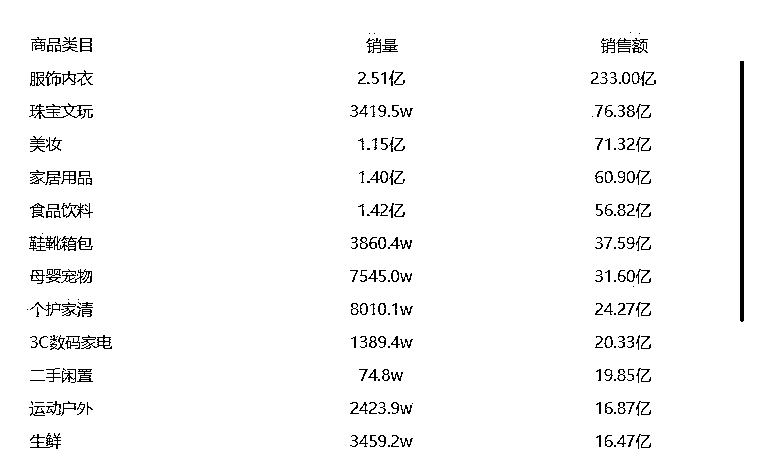 商品类目 销量 销售额
服饰内衣 2.51亿 233.00亿
珠宝文玩 3419.5w 76.38亿
美妆 1.15亿 71.32亿
家居用品 1.40亿 60.90亿
食品饮料 1.42亿 56.82亿
鞋靴箱包 3860.4w 37.59亿
母婴宠物 7545.0w 31.60亿
个护家清 8010.1w 24.27亿
3C数码家电 1389.4w 20.33亿
二手闲置 74.8w 19.85亿
运动户外 2423.9w 16.87亿
生鲜 3459.2w 16.47亿